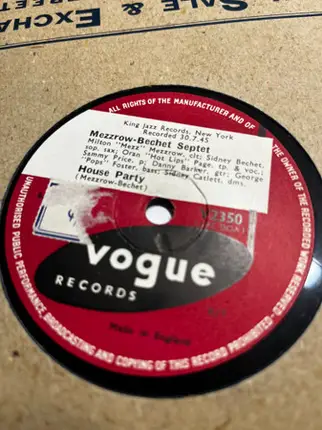 SALE & EXCHA
REET
ALL RIGHTS OF THE MANUFACTURER AND OF
THE OWNER OF THE RECORDED WORK RESERVED
UNAUTHORISED PUBLIC PERFORMANCE, BROADCASTING AND COPYING OF THIS RECORD PROHIBITED
King Jazz Records, New York
Recorded 30.7.45
Mezzrow-Bechet Septet
Milton "Mezz" Mezzrow, clt; Sidney Bechet,
sop. sax; Oran "Hot Lips" Page, tp. & voc;
Sammy Price, p; Danny Barker, gtr; George
"Pops" Foster, bass; Sidney Catlett, dms.
House Party
(Mezzrow-Bechet)
2350
vogue
RECORDS
Made in England